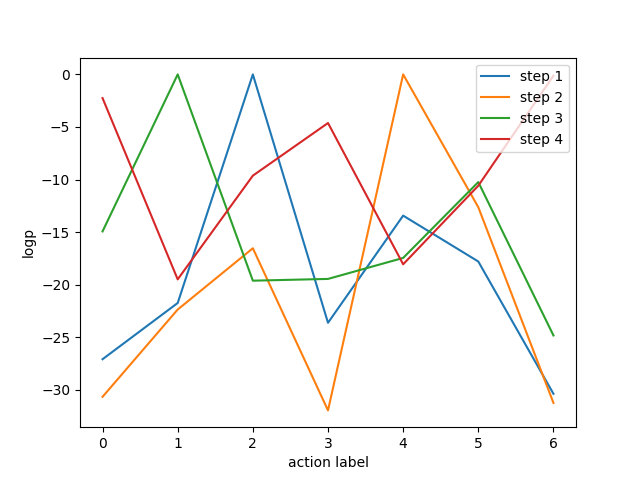 0
−5
−10
−15
−20
−25
−30
logp
0 1 2 3 4 5 6
action label
step 1
step 2
step 3
step 4